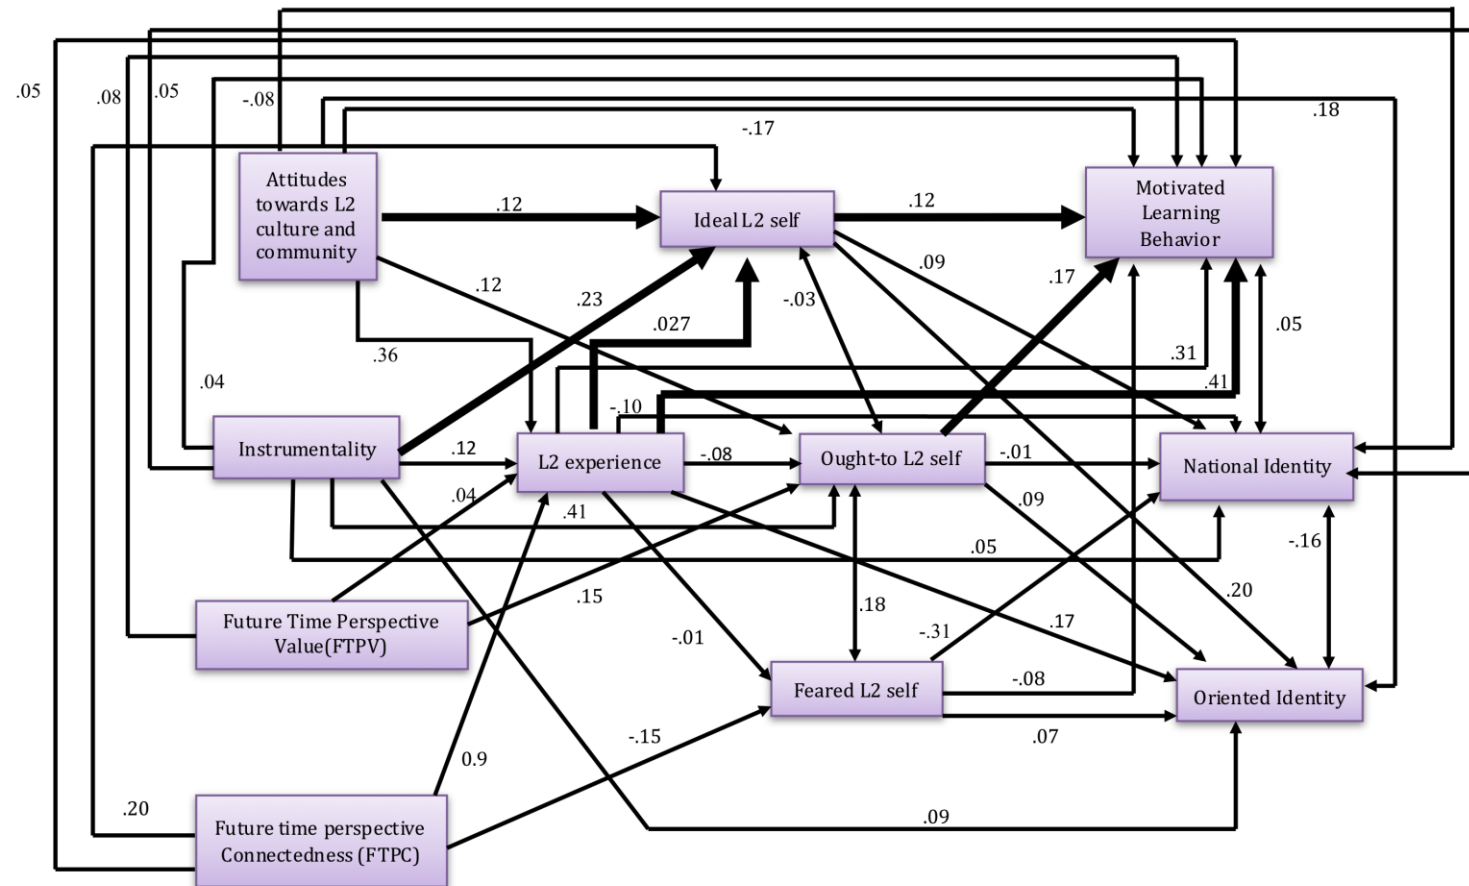 .05
.08
.05
-.08
.18
-.17
Attitudes
towards L2
culture and
community
.12
Ideal L2 self
.12
Motivated
Learning
Behavior
.12
.23
-.03
.09
.17
.36
.027
.31
.05
.04
.41
-.10
Instrumentality
.12
L2 experience
-.08
Ought-to L2 self
-.01
National Identity
.04
.41
.09
.05
-.16
Future Time Perspective
Value(FTPV)
.15
-.01
.18
-.31
.17
.20
Feared L2 self
-.08
Oriented Identity
-.15
.07
0.9
.20
Future time perspective
Connectedness (FTPC)
.09